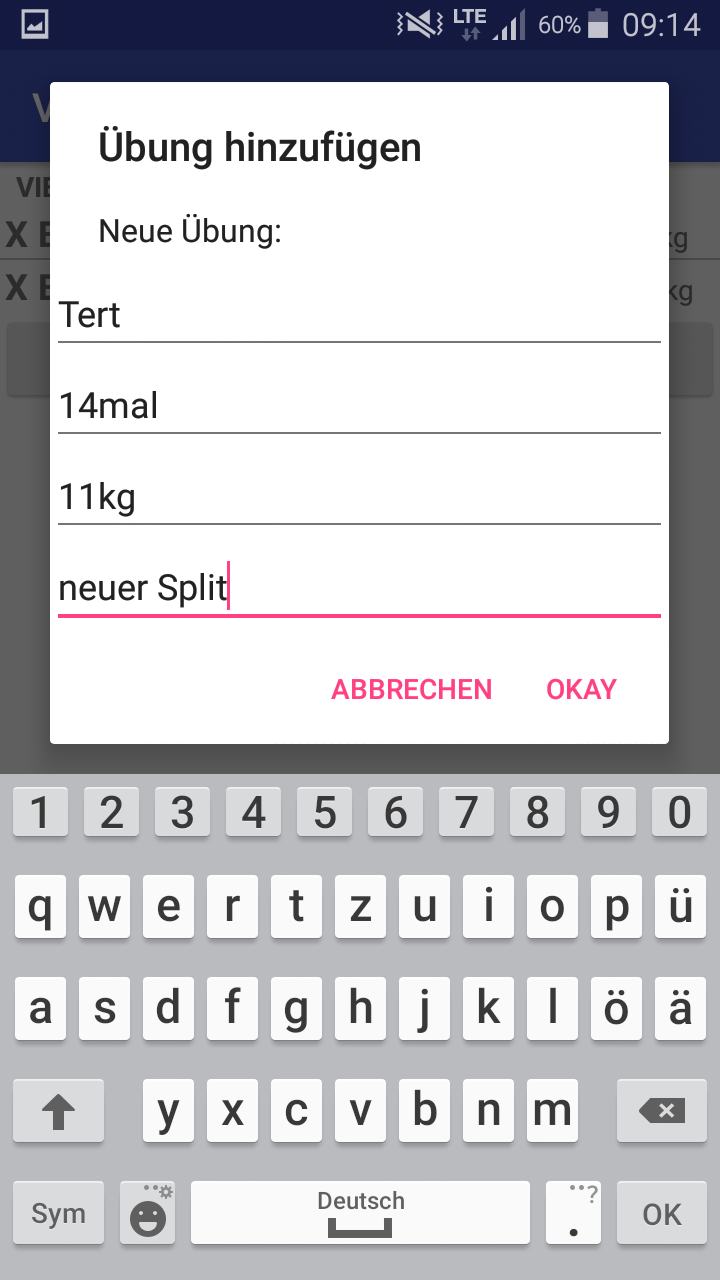 LTE 60% 09:14
V
Übung hinzufügen
VIE
Neue Übung:
X E kg
X E kg
Tert
14mal
11kg
neuer Split
ABBRECHEN OKAY
1 2 3 4 5 6 7 8 9 0
q w e r t z u i o p ü
a s d f g h j k l ö ä
y x c v b n m
Sym Deutsch . ? OK